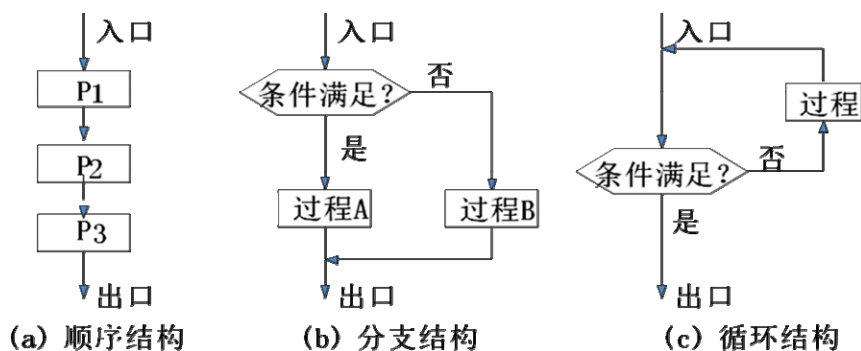 入口
P1
P2
P3
出口
(a) 顺序结构
入口
条件满足?
否
是
过程A
过程B
出口
(b) 分支结构
入口
过程
条件满足?
否
是
出口
(c) 循环结构